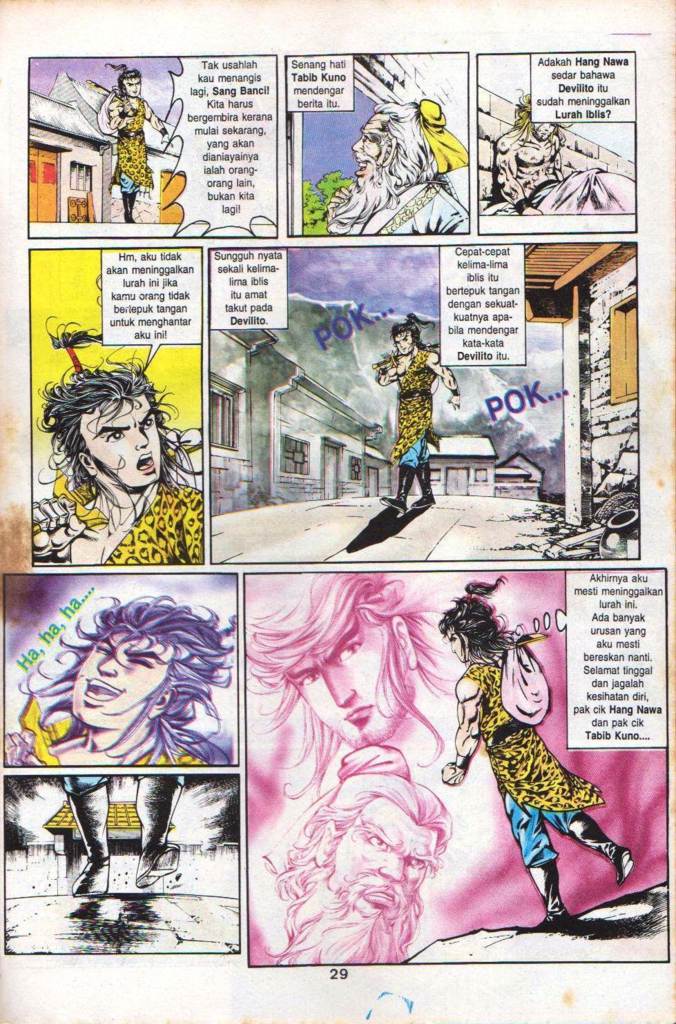 Tak usahlah
kau menangis
lagi, Sang Banci!
Kita harus
bergembira kerana
mulai sekarang,
yang akan
dianiayainya
ialah orang-
orang lain,
bukan kita
lagi!
Senang hati
Tabib Kuno
mendengar
berita itu.
Adakah Hang Nawa
sedar bahawa
Devilito itu
sudah meninggalkan
Lurah Iblis?
Hm, aku tidak
akan meninggalkan
lurah ini jika
kamu orang tidak
bertepuk tangan
untuk menghantar
aku ini!
Sungguh nyata
sekali kelima-
lima iblis
itu amat
takut pada
Devilito.
POK...
Cepat-cepat
kelima-lima
iblis itu
bertepuk tangan
dengan sekuat-
kuatnya apa-
bila mendengar
kata-kata
Devilito itu.
POK...
Ha, ha, ha....
Akhirnya aku
mesti meninggalkan
lurah ini.
Ada banyak
urusan yang
aku mesti
bereskan nanti.
Selamat tinggal
dan jagalah
kesihatan diri,
pak cik Hang Nawa
dan pak cik
Tabib Kuno....
29